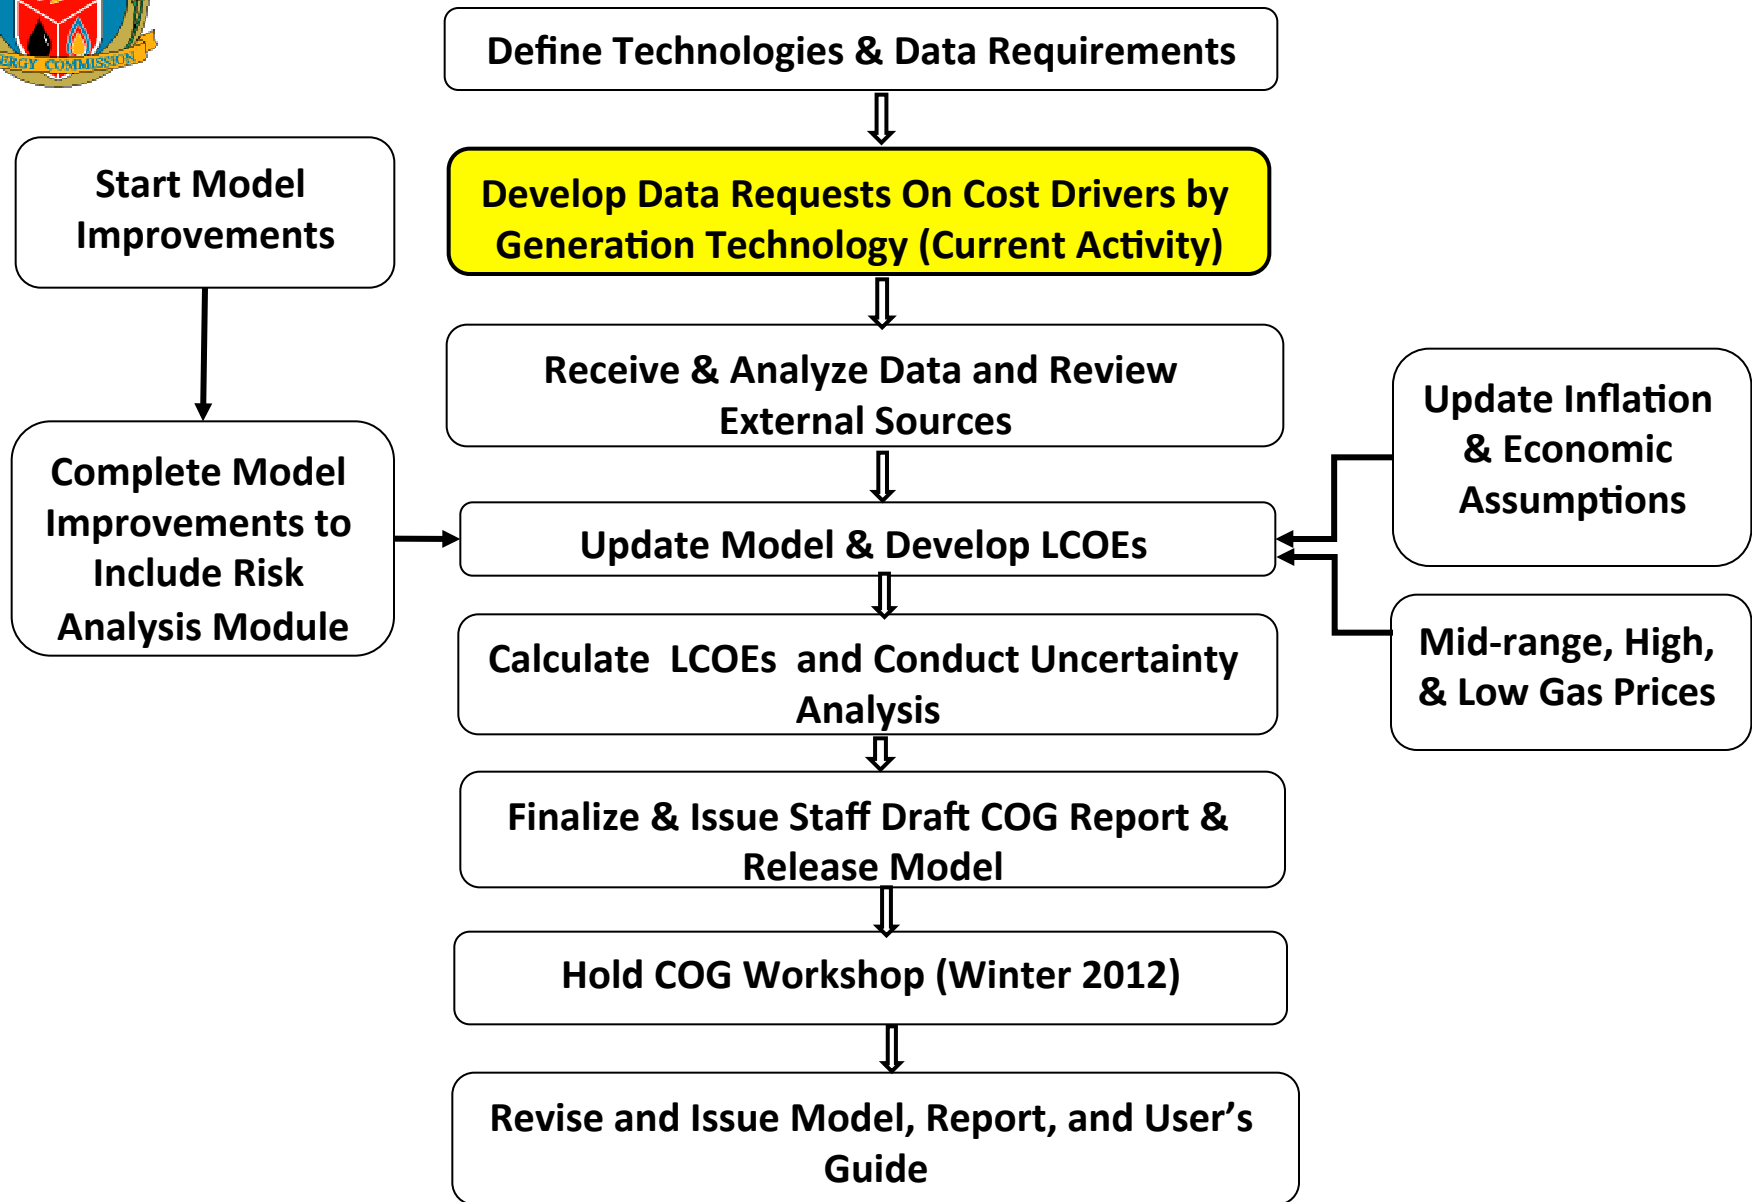 ERGY COMMISSION
Define Technologies & Data Requirements
Start Model
Improvements
Develop Data Requests On Cost Drivers by
Generation Technology (Current Activity)
Receive & Analyze Data and Review
External Sources
Update Inflation
& Economic
Assumptions
Complete Model
Improvements to
Include Risk
Analysis Module
Update Model & Develop LCOEs
Mid-range, High,
& Low Gas Prices
Calculate LCOEs and Conduct Uncertainty
Analysis
Finalize & Issue Staff Draft COG Report &
Release Model
Hold COG Workshop (Winter 2012)
Revise and Issue Model, Report, and User’s
Guide